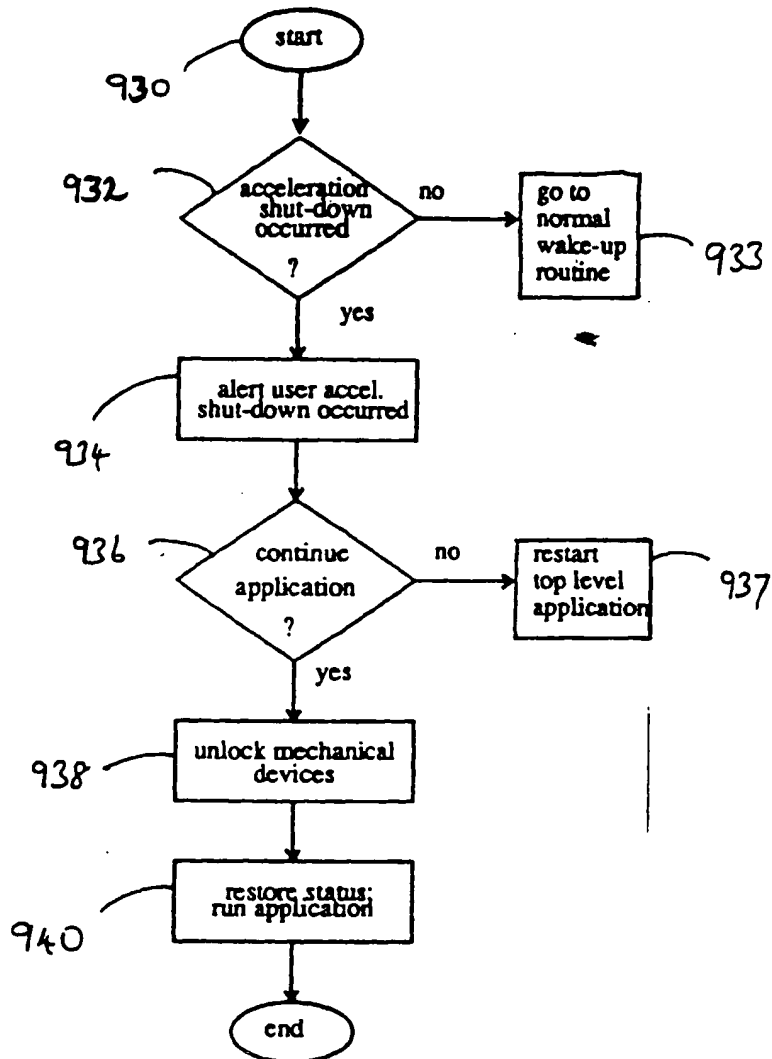 start
930
932
acceleration
shut-down
occurred
?
no
go to
normal
wake-up
routine
933
yes
alert user accel.
shut-down occurred
934
936
continue
application
?
no
restart
top level
application
937
yes
unlock mechanical
devices
938
restore status;
run application
940
end